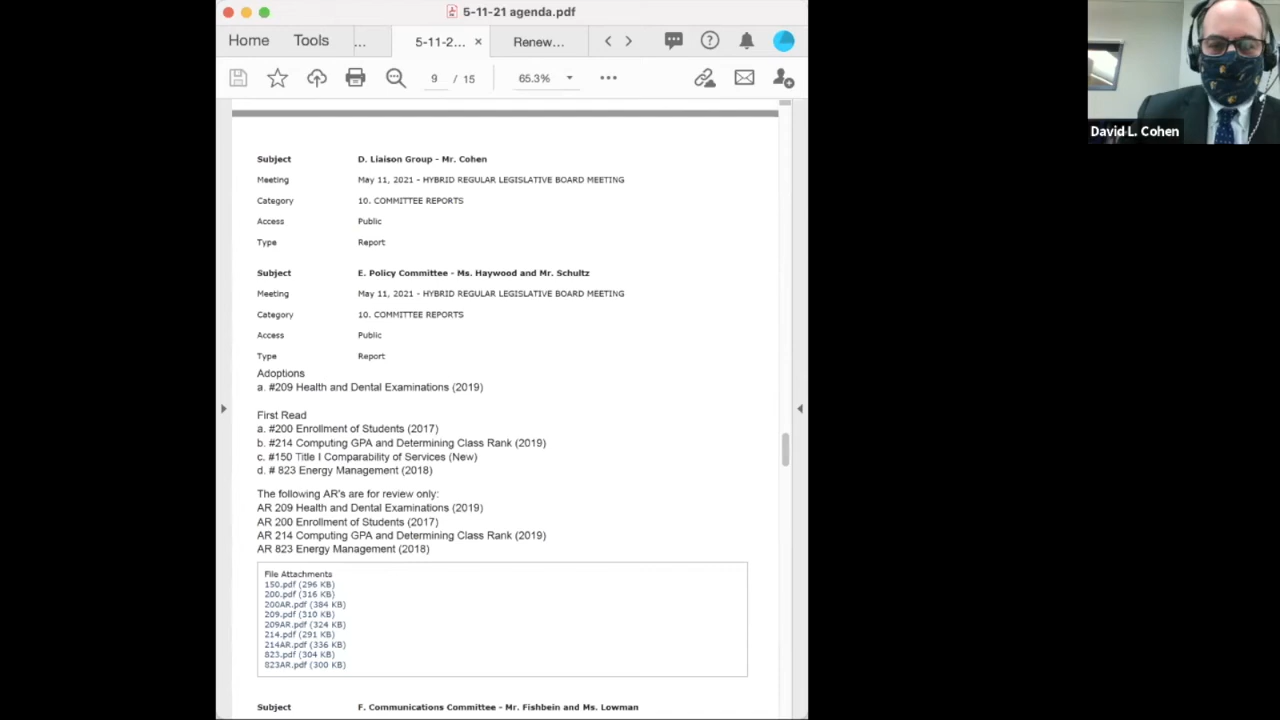 5-11-21 agenda.pdf
Home Tools ... 5-11-2... × Renew...
9 / 15 65.3%
Subject D. Liaison Group - Mr. Cohen
Meeting May 11, 2021 - HYBRID REGULAR LEGISLATIVE BOARD MEETING
Category 10. COMMITTEE REPORTS
Access Public
Type Report
Subject E. Policy Committee - Ms. Haywood and Mr. Schultz
Meeting May 11, 2021 - HYBRID REGULAR LEGISLATIVE BOARD MEETING
Category 10. COMMITTEE REPORTS
Access Public
Type Report
Adoptions
a. #209 Health and Dental Examinations (2019)
First Read
a. #200 Enrollment of Students (2017)
b. #214 Computing GPA and Determining Class Rank (2019)
c. #150 Title I Comparability of Services (New)
d. # 823 Energy Management (2018)
The following AR's are for review only:
AR 209 Health and Dental Examinations (2019)
AR 200 Enrollment of Students (2017)
AR 214 Computing GPA and Determining Class Rank (2019)
AR 823 Energy Management (2018)
File Attachments
150.pdf (296 KB)
200.pdf (316 KB)
200AR.pdf (384 KB)
209.pdf (310 KB)
209AR.pdf (324 KB)
214.pdf (291 KB)
214AR.pdf (336 KB)
823.pdf (304 KB)
823AR.pdf (300 KB)
Subject F. Communications Committee - Mr. Fishbein and Ms. Lowman
David L. Cohen